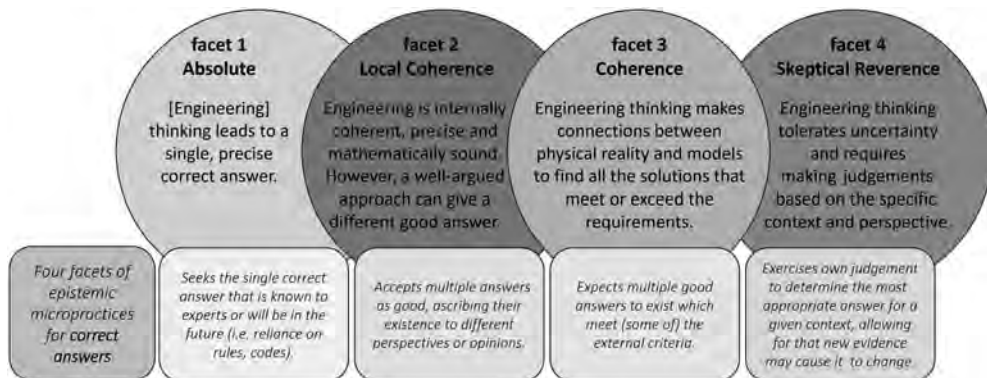 facet 1
Absolute
[Engineering]
thinking leads to a
single, precise
correct answer.
facet 2
Local Coherence
Engineering is internally
coherent, precise and
mathematically sound.
However, a well-argued
approach can give a
different good answer.
facet 3
Coherence
Engineering thinking makes
connections between
physical reality and models
to find all the solutions that
meet or exceed the
requirements.
facet 4
Skeptical Reverence
Engineering thinking
tolerates uncertainty
and requires
making judgements
based on the specific
context and perspective.
Four facets of
epistemic
micropractices
for correct
answers
Seeks the single correct
answer that is known to
experts or will be in the
future (i.e. reliance on
rules, codes).
Accepts multiple answers
as good, ascribing their
existence to different
perspectives or opinions.
Expects multiple good
answers to exist which
meet (some of) the
external criteria.
Exercises own judgement
to determine the most
appropriate answer for a
given context, allowing
for that new evidence
may cause it to change.